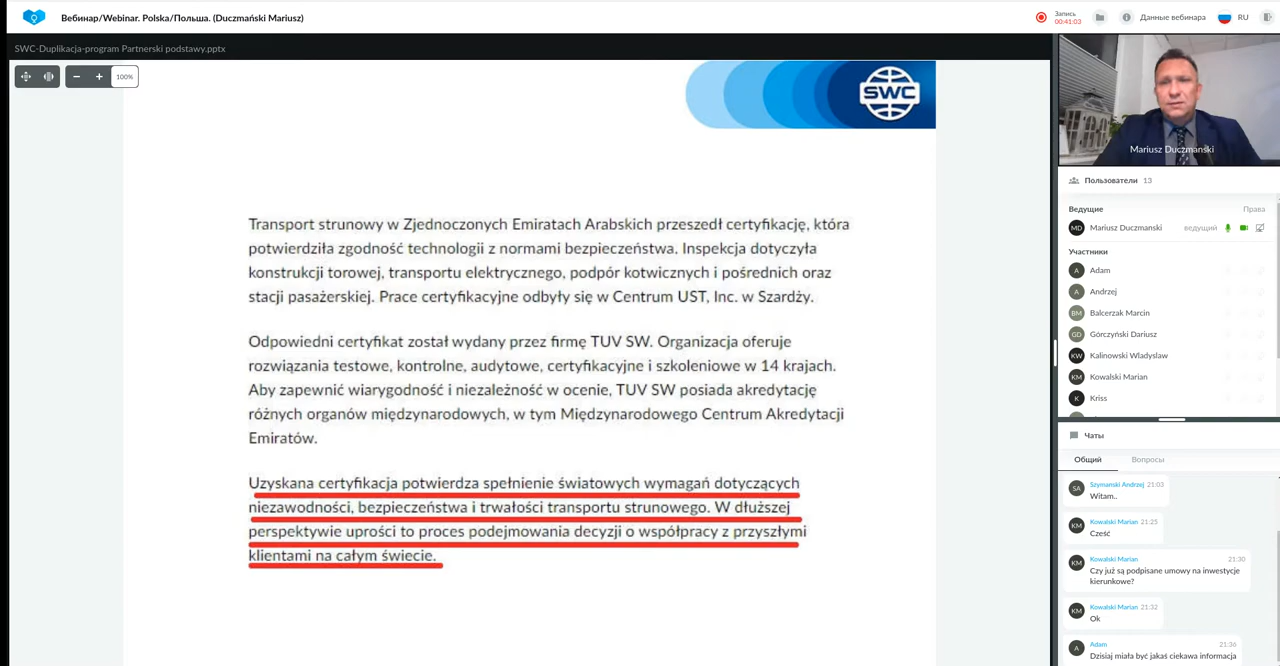 Вебинар/Webinar. Polska/Польша. (Duczmański Mariusz)
Запись
00:41:03
Данные вебинара
RU
SWC-Duplikacja-program Partnerski podstawy.pptx
100%
SWC
Transport strunowy w Zjednoczonych Emiratach Arabskich przeszedł certyfikację, która
potwierdziła zgodność technologii z normami bezpieczeństwa. Inspekcja dotyczyła
konstrukcji torowej, transportu elektrycznego, podpór kotwicznych i pośrednich oraz
stacji pasażerskiej. Prace certyfikacyjne odbyły się w Centrum UST, Inc. w Szardży.
Odpowiedni certyfikat został wydany przez firmę TUV SW. Organizacja oferuje
rozwiązania testowe, kontrolne, audytowe, certyfikacyjne i szkoleniowe w 14 krajach.
Aby zapewnić wiarygodność i niezależność w ocenie, TUV SW posiada akredytację
różnych organów międzynarodowych, w tym Międzynarodowego Centrum Akredytacji
Emiratów.
Uzyskana certyfikacja potwierdza spełnienie światowych wymagań dotyczących
niezawodności, bezpieczeństwa i trwałości transportu strunowego. W dłuższej
perspektywie uprości to proces podejmowania decyzji o współpracy z przyszłymi
klientami na całym świecie.
Mariusz Duczmański
Пользователи 13
Ведущие Права
MD Mariusz Duczmanski ведущий
Участники
A Adam
A Andrzej
BM Balcerzak Marcin
GD Górczyński Dariusz
KW Kalinowski Wladyslaw
KM Kowalski Marian
K Kriss
Чаты
Общий Вопросы
SA Szymanski Andrzej 21:03
Witam..
KM Kowalski Marian 21:25
Cześć
KM Kowalski Marian 21:30
Czy już są podpisane umowy na inwestycje
kierunkowe?
KM Kowalski Marian 21:32
Ok
A Adam 21:36
Dzisiaj miała być jakaś ciekawa informacja